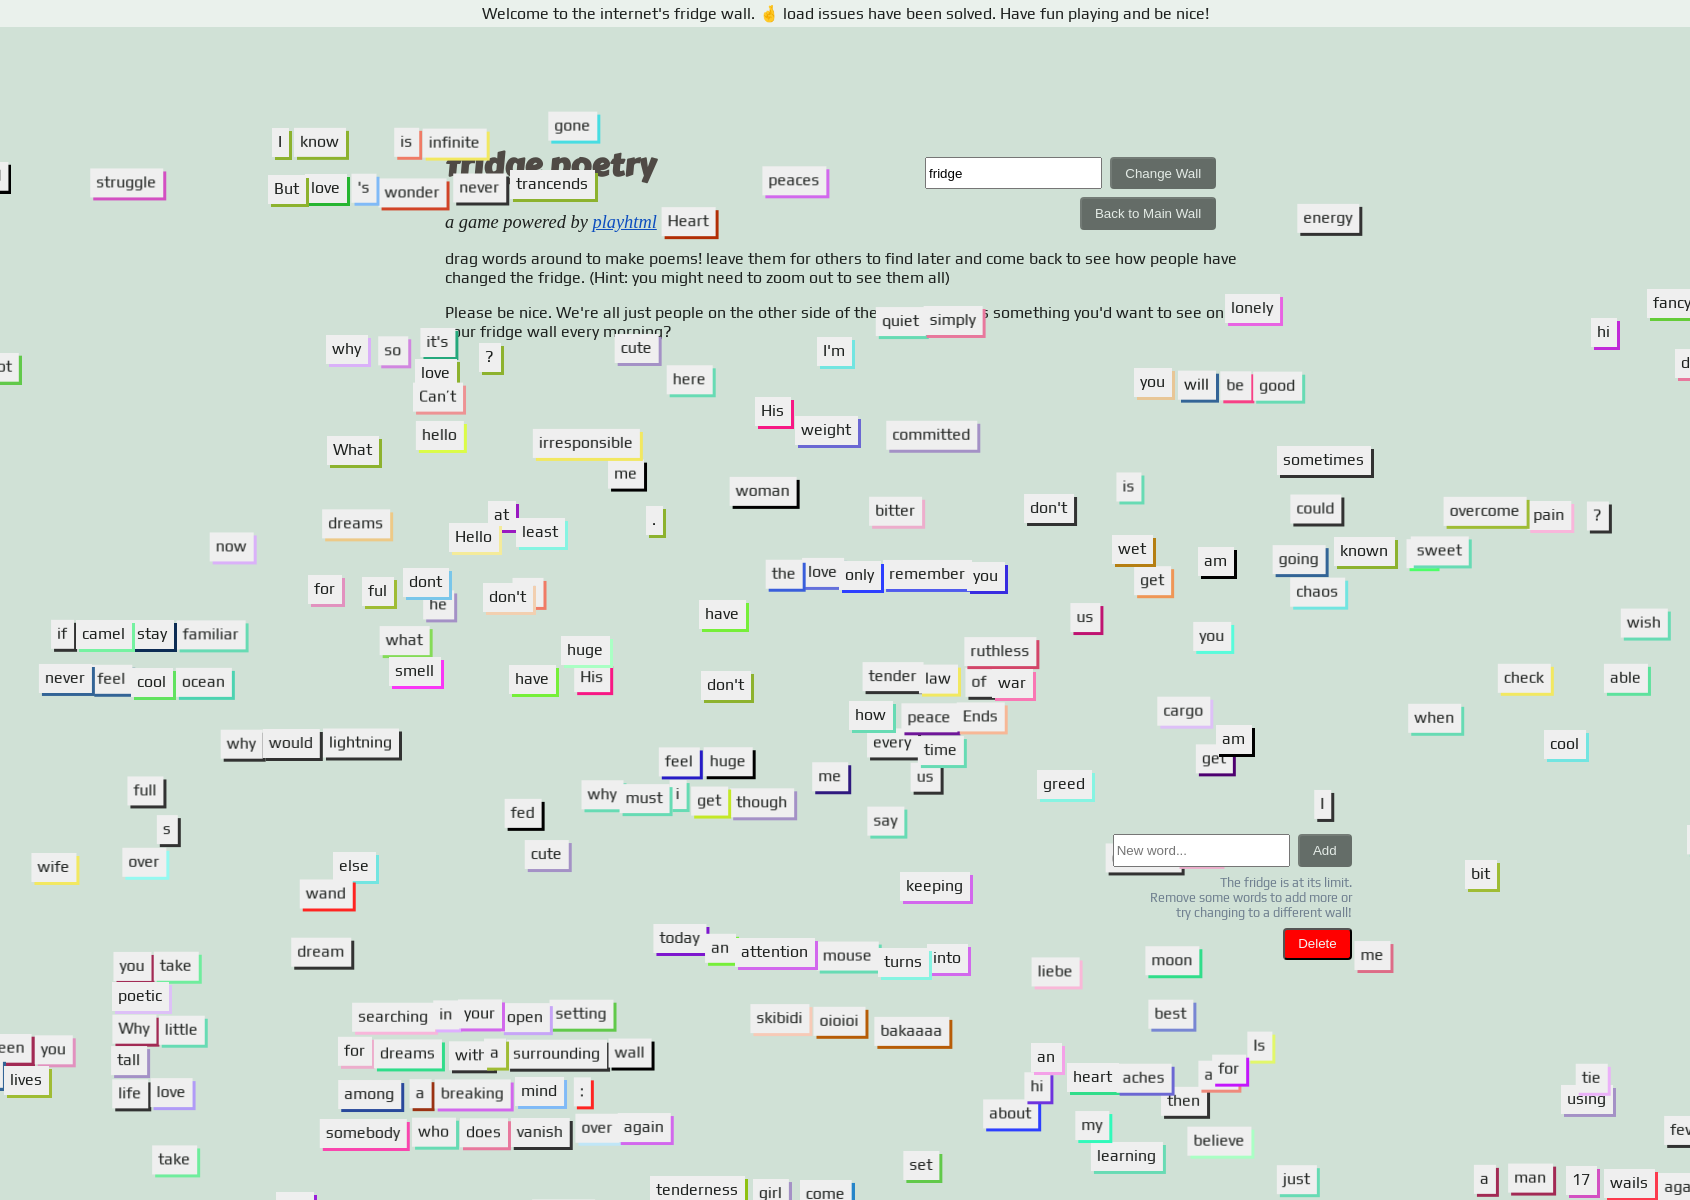 Welcome to the internet's fridge wall. 🤞 load issues have been solved. Have fun playing and be nice!
gone
I know is infinite
fridge poetry
fridge Change Wall
struggle
But love 's wonder never trancends
peaces
Back to Main Wall
a game powered by playhtml Heart
energy
drag words around to make poems! leave them for others to find later and come back to see how people have
changed the fridge. (Hint: you might need to zoom out to see them all)
Please be nice. We're all just people on the other side of the quiet simply s something you'd want to see on lonely
fancy
your fridge wall every morning?
hi
why so it's ? cute I'm
love
here
Can't
you will be good
His
weight committed
hello
What irresponsible
me
sometimes
woman
is
bitter don't could overcome pain ?
dreams at . 
Hello least
now
wet am going known sweet
the love only remember you
get chaos
for ful dont he don't
have us
wish
if camel stay familiar
what you
huge ruthless
smell have His
never feel cool ocean
don't tender law of war
check able
how peace Ends cargo when
why would lightning
every time am cool
feel huge get
me us greed
full
why must i get though
fed say I
s
New word... Add
over cute
wife else
wand
keeping bit
The fridge is at its limit.
Remove some words to add more or
try changing to a different wall!
today an attention mouse turns into
Delete me
dream
you take
moon
liebe
poetic
searching in your open setting
skibidi oioioi bakaaaa
best
Why little
een you
for dreams with a surrounding wall
Is
tall
an
lives
heart aches a for
hi
tie
life love
among a breaking mind :
then using
about
somebody who does vanish over again
my
believe
few
learning
take
set
just
a man 17 wails aga
tenderness girl come